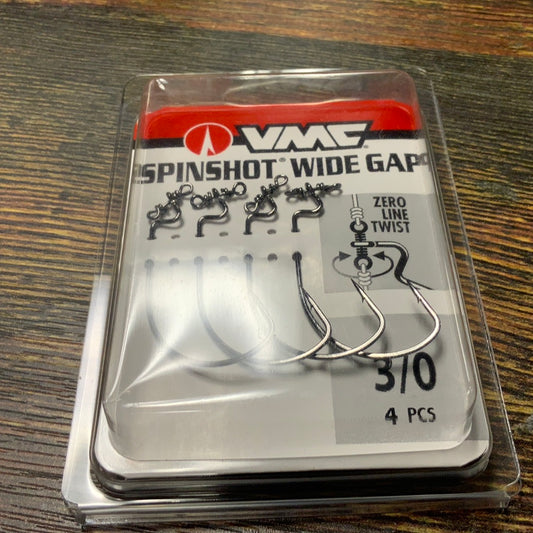 VMC
SPINSHOT® WIDE GAP
ZERO
LINE
TWIST
3/0
4 PCS